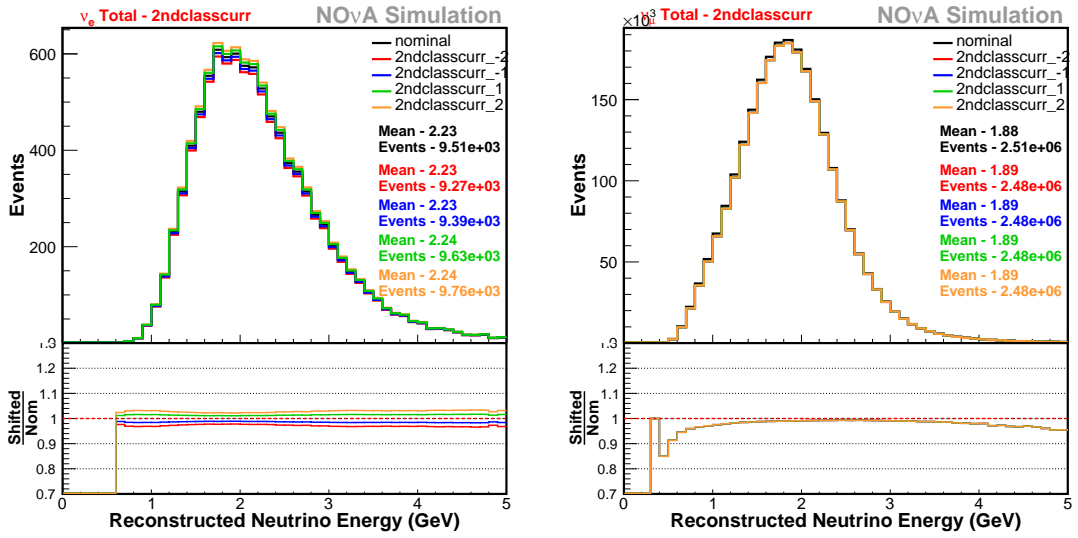 νe Total - 2ndclasscurr
NOνA Simulation
nominal
2ndclasscurr_-2
2ndclasscurr_-1
2ndclasscurr_1
2ndclasscurr_2
Mean - 2.23
Events - 9.51e+03
Mean - 2.23
Events - 9.27e+03
Mean - 2.23
Events - 9.39e+03
Mean - 2.24
Events - 9.63e+03
Mean - 2.24
Events - 9.76e+03
Events
600
400
200
1.3
1.2
1.1
1
0.9
0.8
0.7
Shifted
Nom
0 1 2 3 4 5
Reconstructed Neutrino Energy (GeV)
×10³
νμ Total - 2ndclasscurr
NOνA Simulation
nominal
2ndclasscurr_-2
2ndclasscurr_-1
2ndclasscurr_1
2ndclasscurr_2
Mean - 1.88
Events - 2.51e+06
Mean - 1.89
Events - 2.48e+06
Mean - 1.89
Events - 2.48e+06
Mean - 1.89
Events - 2.48e+06
Mean - 1.89
Events - 2.48e+06
Events
150
100
50
1.3
1.2
1.1
1
0.9
0.8
0.7
Shifted
Nom
0 1 2 3 4 5
Reconstructed Neutrino Energy (GeV)